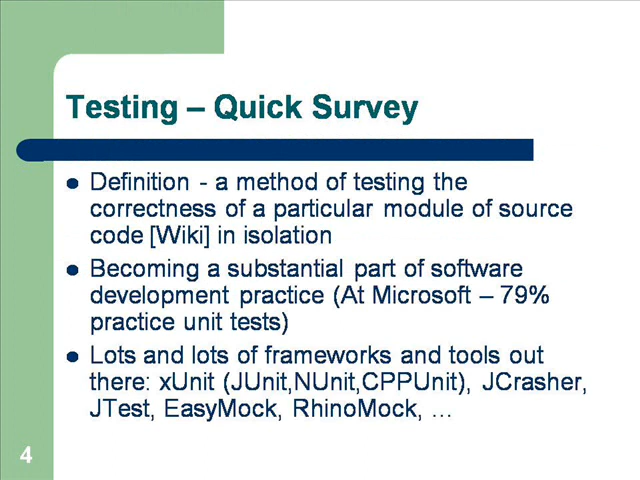 Testing – Quick Survey
Definition - a method of testing the
correctness of a particular module of source
code [Wiki] in isolation
Becoming a substantial part of software
development practice (At Microsoft – 79%
practice unit tests)
Lots and lots of frameworks and tools out
there: xUnit (JUnit,NUnit,CPPUnit), JCrasher,
JTest, EasyMock, RhinoMock, …
4